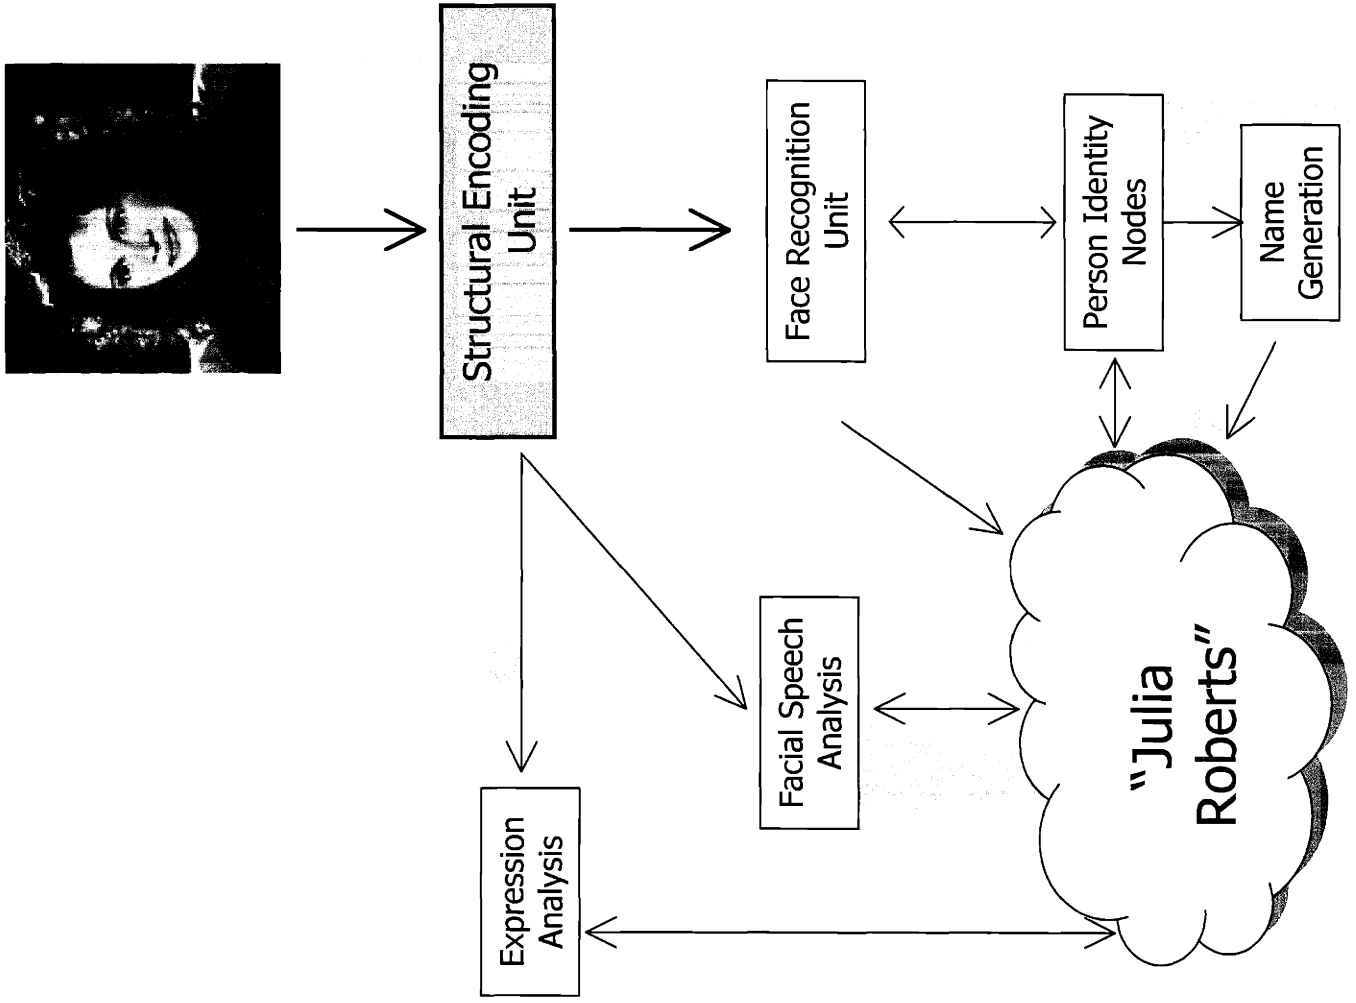 Structural Encoding
Unit
Face Recognition
Unit
Person Identity
Nodes
Name
Generation
Expression
Analysis
Facial Speech
Analysis
“Julia
Roberts”